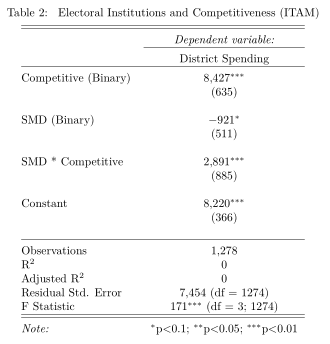 Table 2: Electoral Institutions and Competitiveness (ITAM)
Dependent variable:
District Spending
Competitive (Binary) 8,427***
(635)
SMD (Binary) −921*
(511)
SMD * Competitive 2,891***
(885)
Constant 8,220***
(366)
Observations 1,278
R² 0
Adjusted R² 0
Residual Std. Error 7,454 (df = 1274)
F Statistic 171*** (df = 3; 1274)
Note: *p<0.1; **p<0.05; ***p<0.01